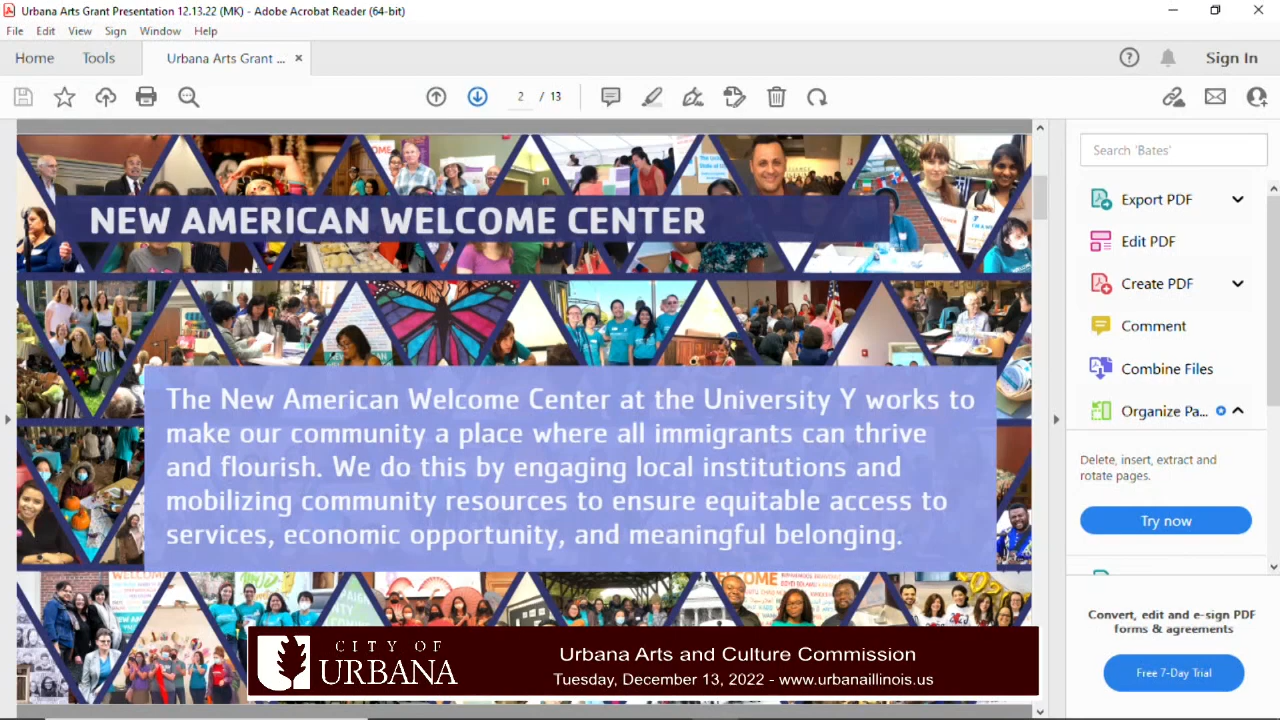 Urbana Arts Grant Presentation 12.13.22 (MK) - Adobe Acrobat Reader (64-bit)
File Edit View Sign Window Help
Home Tools Urbana Arts Grant ... × Sign In
2 / 13
Search 'Bates'
NEW AMERICAN WELCOME CENTER
Export PDF
Edit PDF
Create PDF
Comment
Combine Files
Organize Pa...
The New American Welcome Center at the University Y works to
make our community a place where all immigrants can thrive
and flourish. We do this by engaging local institutions and
mobilizing community resources to ensure equitable access to
services, economic opportunity, and meaningful belonging.
Delete, insert, extract and
rotate pages.
Try now
Convert, edit and e-sign PDF
forms & agreements
Free 7-Day Trial
CITY OF
URBANA
Urbana Arts and Culture Commission
Tuesday, December 13, 2022 - www.urbanaillinois.us